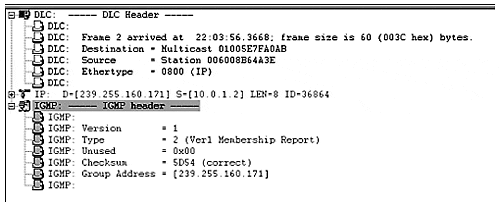 DLC: ----- DLC Header -----
DLC:
DLC: Frame 2 arrived at 22:03:56.3668; frame size is 60 (003C hex) bytes.
DLC: Destination = Multicast 01005E7FA0AB
DLC: Source = Station 006008B64A3E
DLC: Ethertype = 0800 (IP)
DLC:
IP: D=[239.255.160.171] S=[10.0.1.2] LEN=8 ID=36864
IGMP: ----- IGMP header -----
IGMP:
IGMP: Version = 1
IGMP: Type = 2 (Ver1 Membership Report)
IGMP: Unused = 0x00
IGMP: Checksum = 5D54 (correct)
IGMP: Group Address = [239.255.160.171]
IGMP: